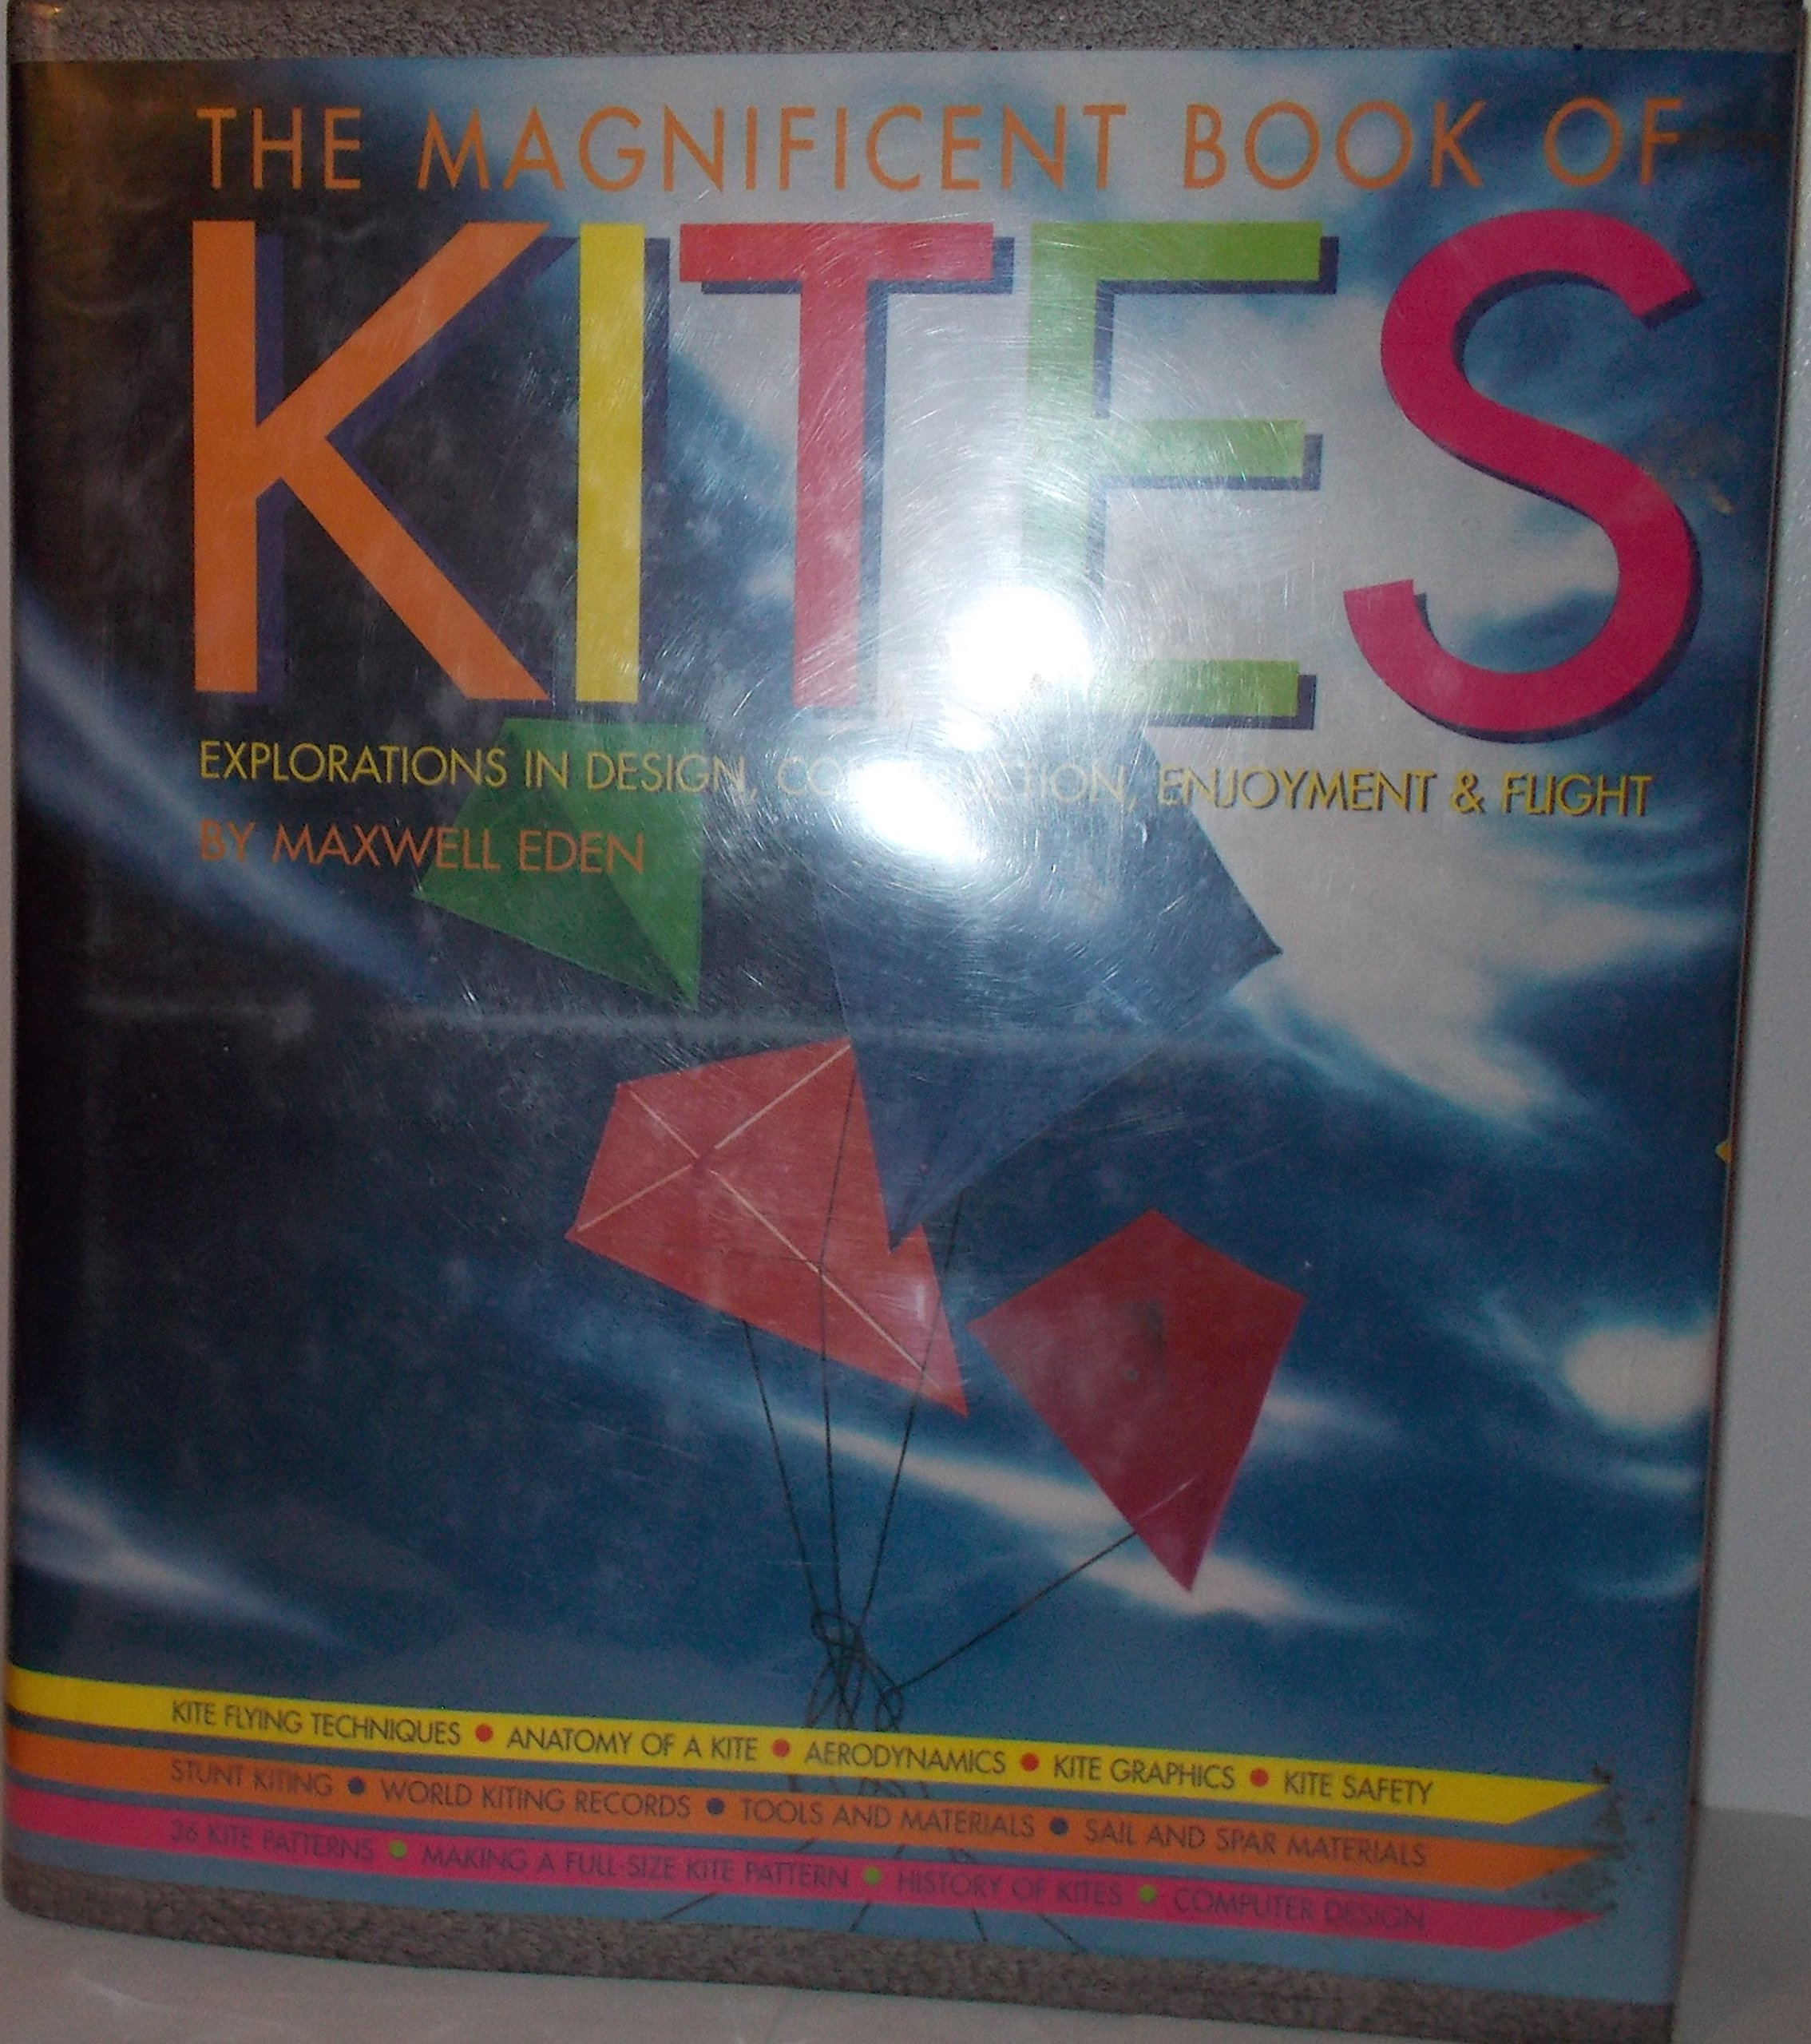 THE MAGNIFICENT BOOK OF
KITES
EXPLORATIONS IN DESIGN, CONSTRUCTION, ENJOYMENT & FLIGHT
BY MAXWELL EDEN
KITE FLYING TECHNIQUES • ANATOMY OF A KITE • AERODYNAMICS • KITE GRAPHICS • KITE SAFETY
STUNT KITING • WORLD KITING RECORDS • TOOLS AND MATERIALS • SAIL AND SPAR MATERIALS
36 KITE PATTERNS • MAKING A FULL-SIZE KITE PATTERN • HISTORY OF KITES • COMPUTER DESIGN